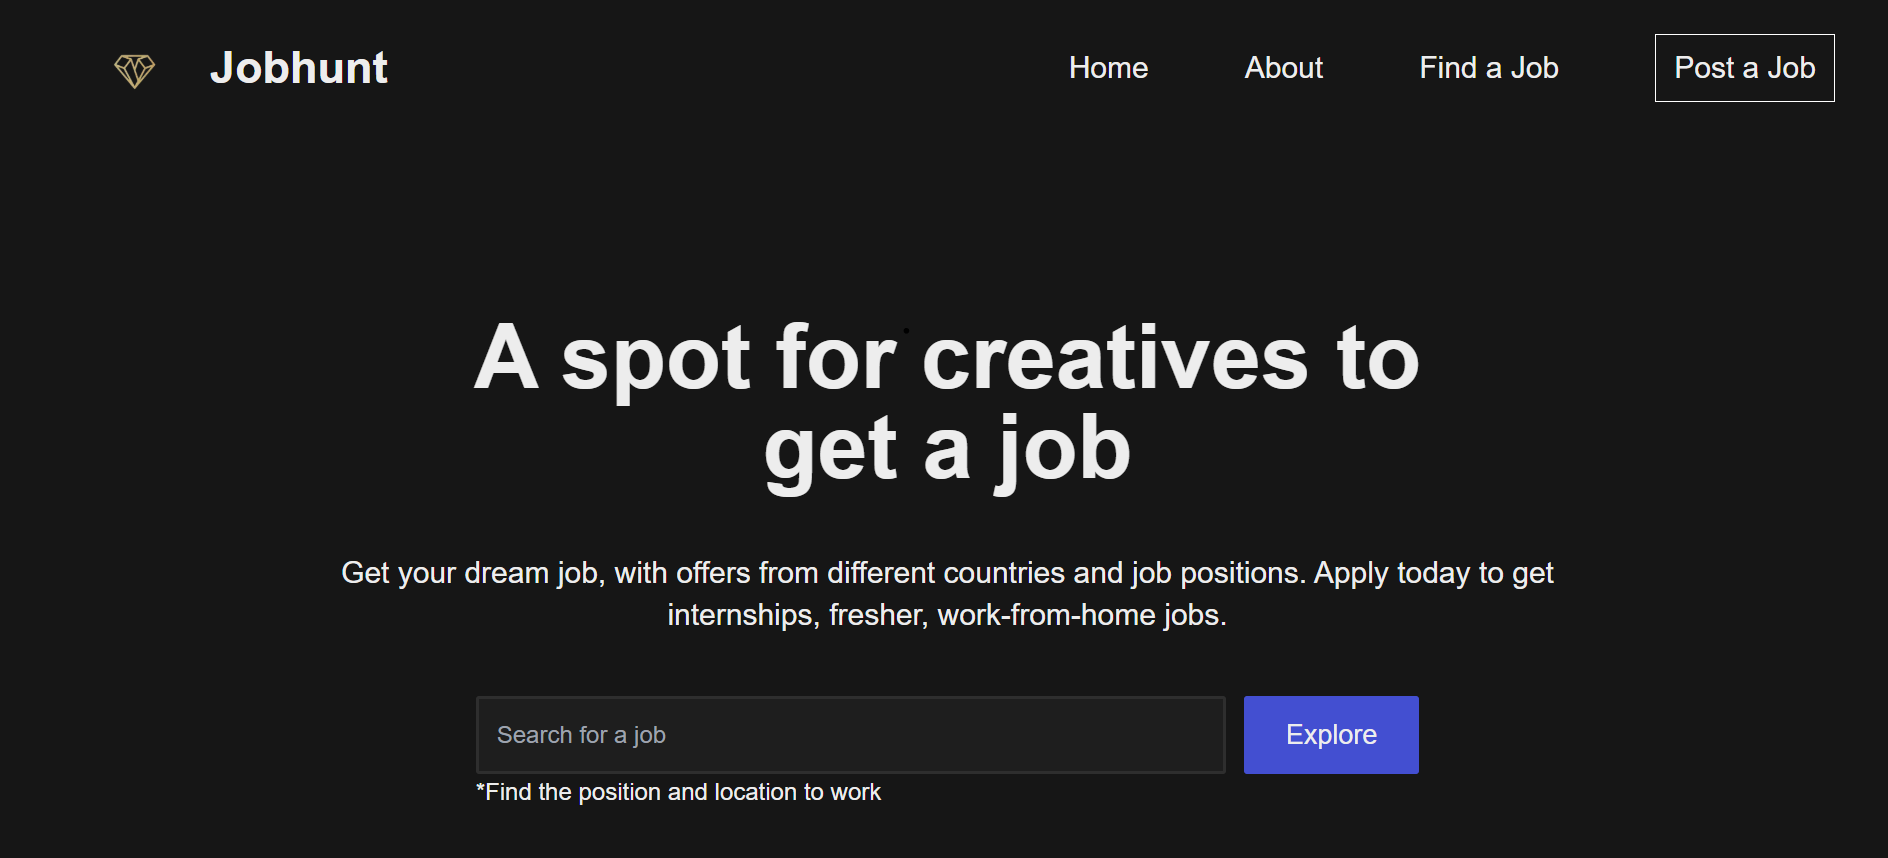 Jobhunt
Home
About
Find a Job
Post a Job
A spot for creatives to
get a job
Get your dream job, with offers from different countries and job positions. Apply today to get
internships, fresher, work-from-home jobs.
Search for a job
Explore
*Find the position and location to work